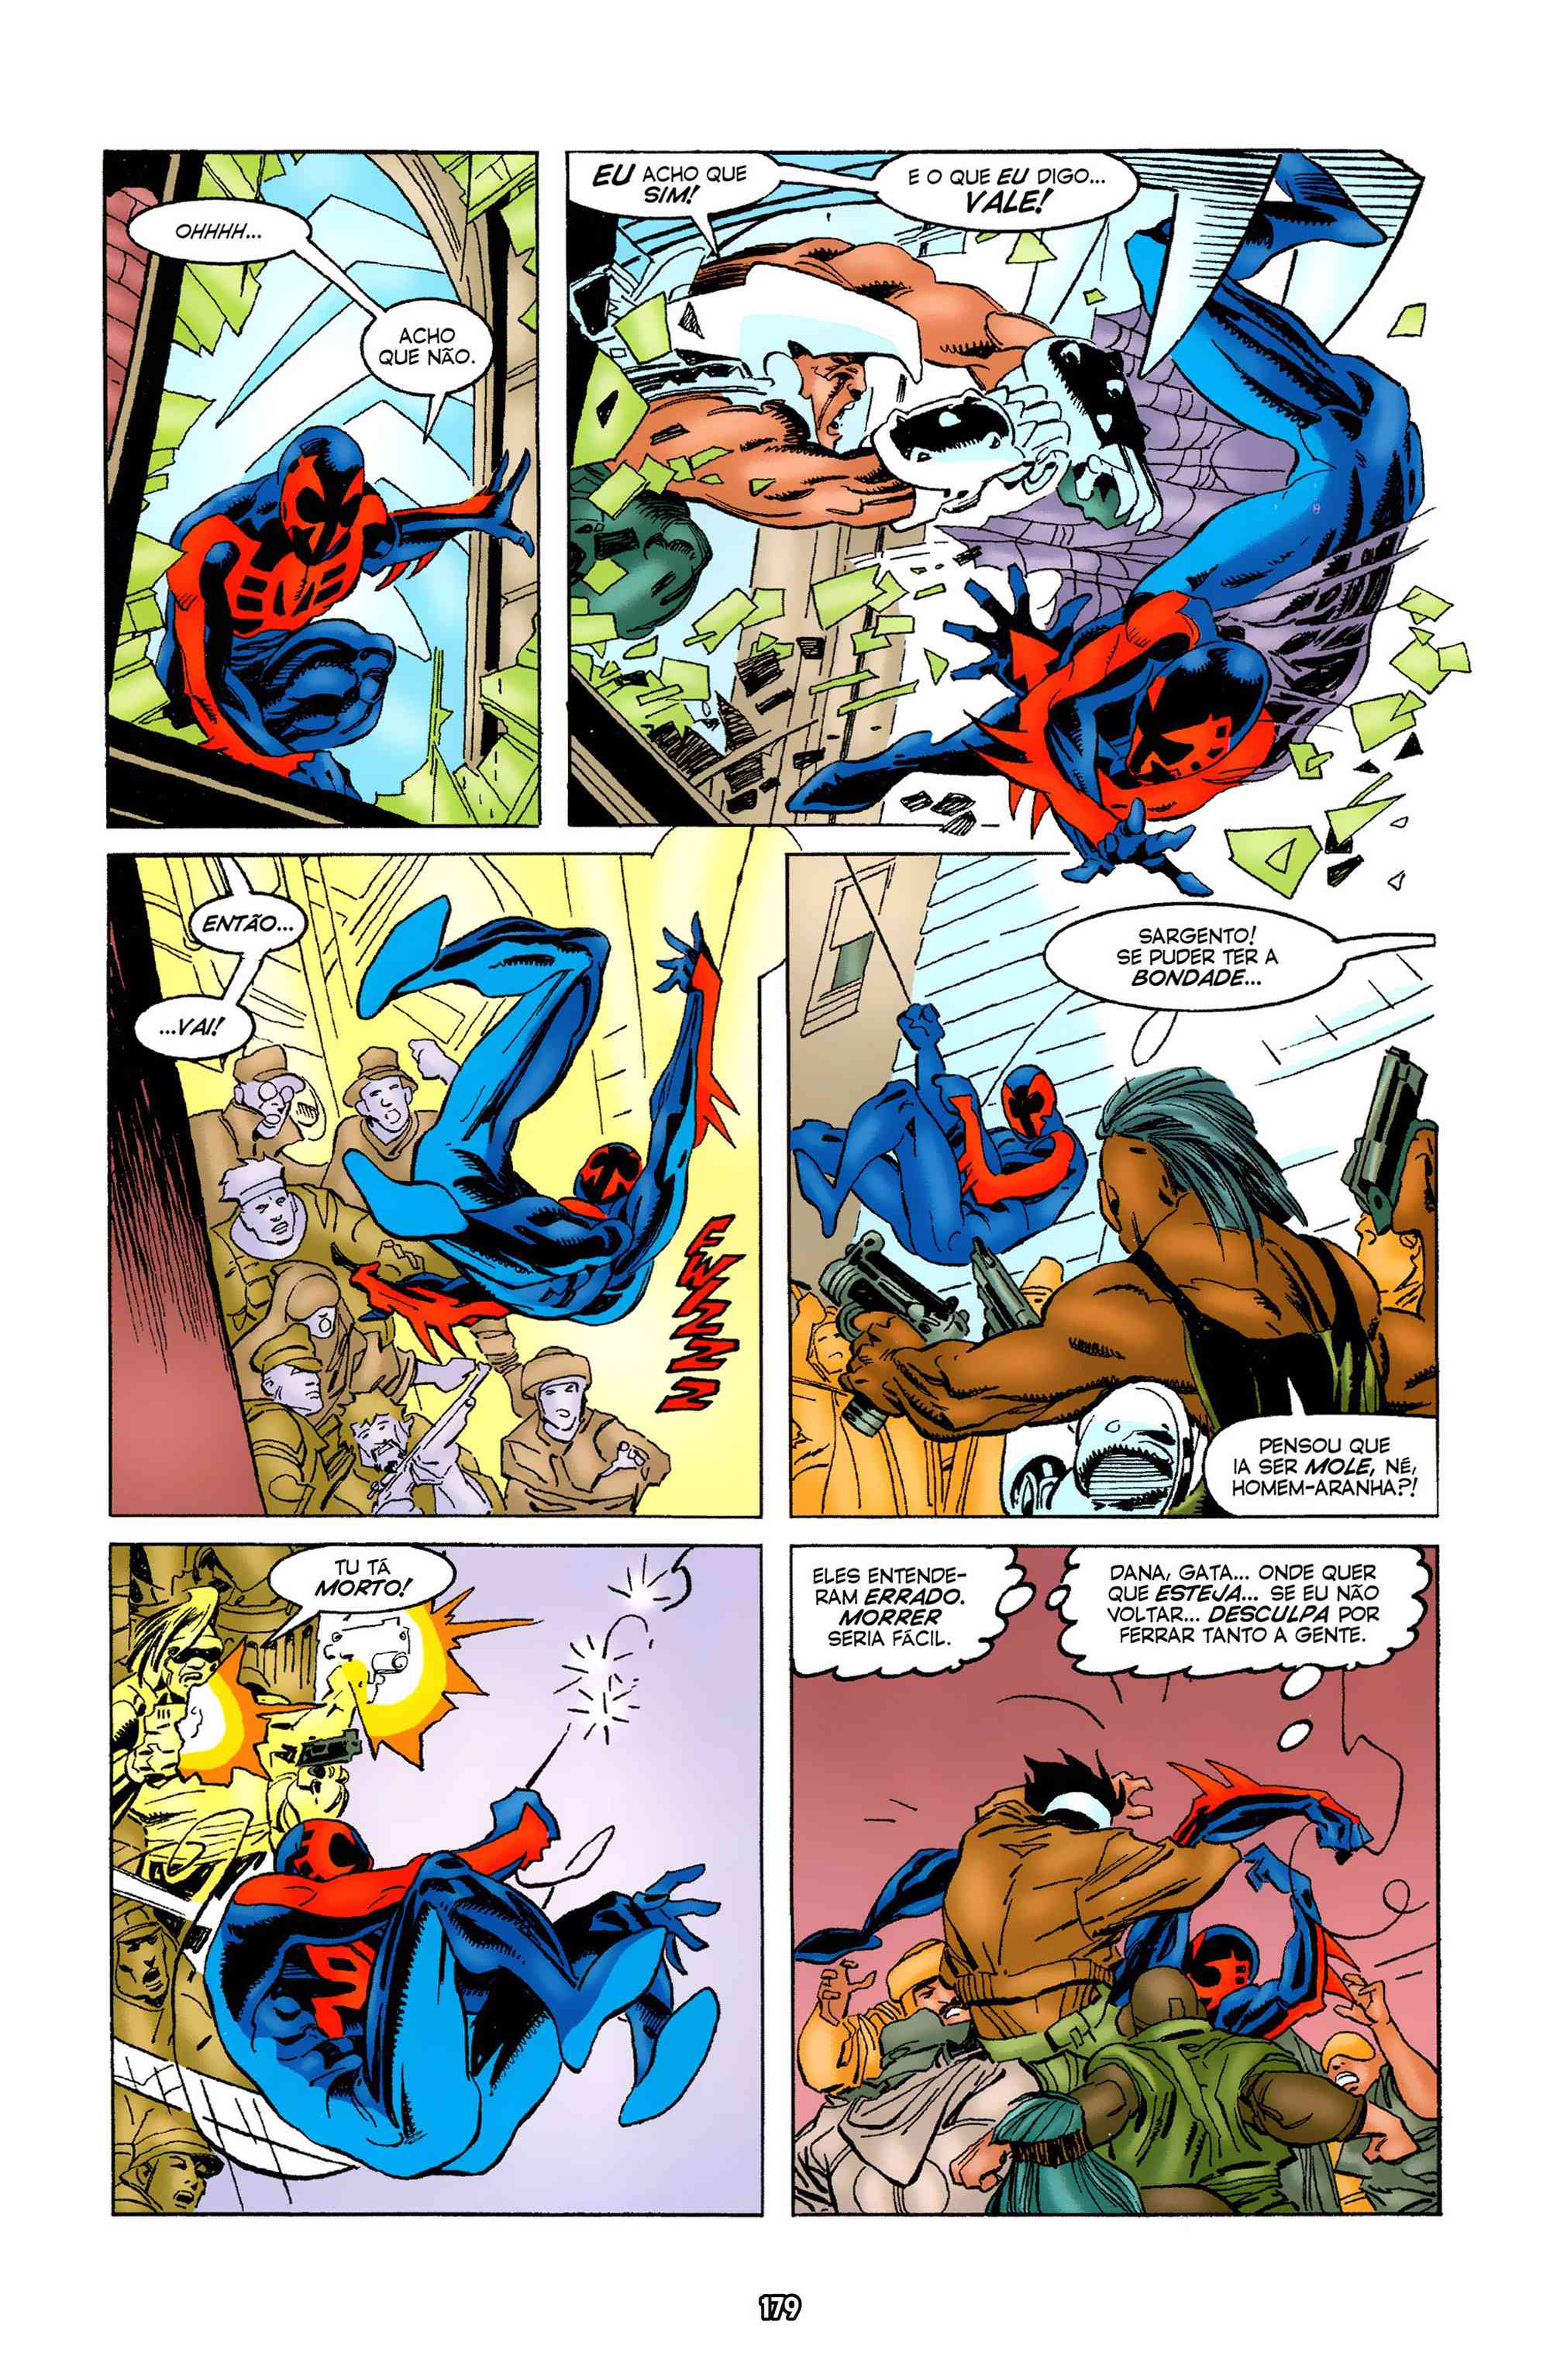 OHHHH...
ACHO
QUE NÃO.
EU ACHO QUE
SIM!
E O QUE EU DIGO...
VALE!
ENTÃO...
...VAI!
FWZZZZ
SARGENTO!
SE PUDER TER A
BONDADE...
PENSOU QUE
IA SER MOLE, NÉ,
HOMEM-ARANHA?!
TU TÁ
MORTO!
ELES ENTENDE-
RAM ERRADO.
MORRER
SERIA FÁCIL.
DANA, GATA... ONDE QUER
QUE ESTEJA... SE EU NÃO
VOLTAR... DESCULPA POR
FERRAR TANTO A GENTE.
179